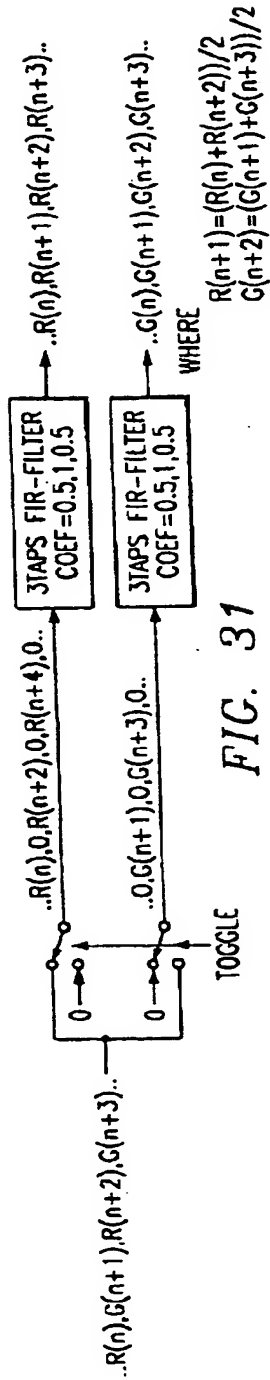 ..R(n),G(n+1),R(n+2),G(n+3)..
0
0
TOGGLE
..R(n),0,R(n+2),0,R(n+4),0..
..0,G(n+1),0,G(n+3),0..
3TAPS FIR-FILTER
COEF=0.5,1,0.5
3TAPS FIR-FILTER
COEF=0.5,1,0.5
..R(n),R(n+1),R(n+2),R(n+3)..
..G(n),G(n+1),G(n+2),G(n+3)..
WHERE
R(n+1)=(R(n)+R(n+2))/2
G(n+2)=(G(n+1)+G(n+3))/2
FIG. 31